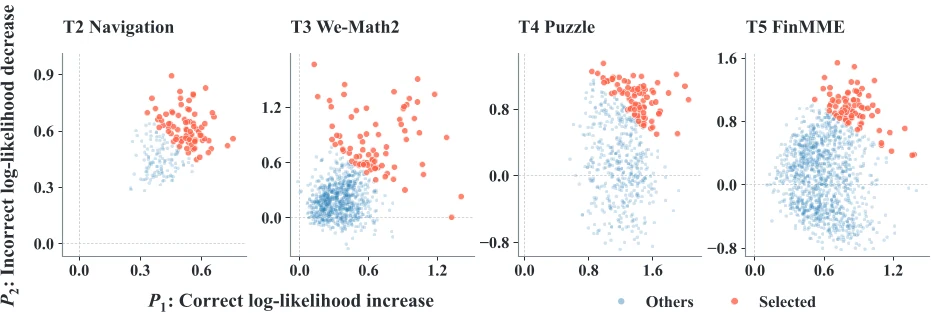 T2 Navigation
T3 We-Math2
T4 Puzzle
T5 FinMME
P2: Incorrect log-likelihood decrease
0.9
0.6
0.3
0.0
0.0 0.3 0.6
1.2
0.6
0.0
0.0 0.6 1.2
0.8
0.0
−0.8
0.0 0.8 1.6
1.6
0.8
0.0
−0.8
0.0 0.6 1.2
P1: Correct log-likelihood increase
Others
Selected